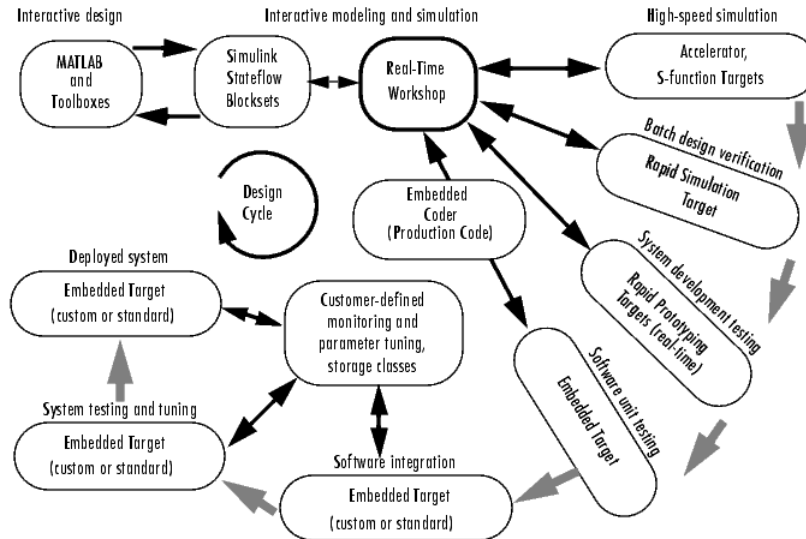 Interactive design
Interactive modeling and simulation
High-speed simulation
MATLAB
and
Toolboxes
Simulink
Stateflow
Blocksets
Real-Time
Workshop
Accelerator,
S-function Targets
Batch design verification
Rapid Simulation
Target
Design
Cycle
Embedded
Coder
(Production Code)
System development testing
Rapid Prototyping
Targets (real-time)
Deployed system
Embedded Target
(custom or standard)
Customer-defined
monitoring and
parameter tuning,
storage classes
Software unit testing
Embedded Target
System testing and tuning
Embedded Target
(custom or standard)
Software integration
Embedded Target
(custom or standard)